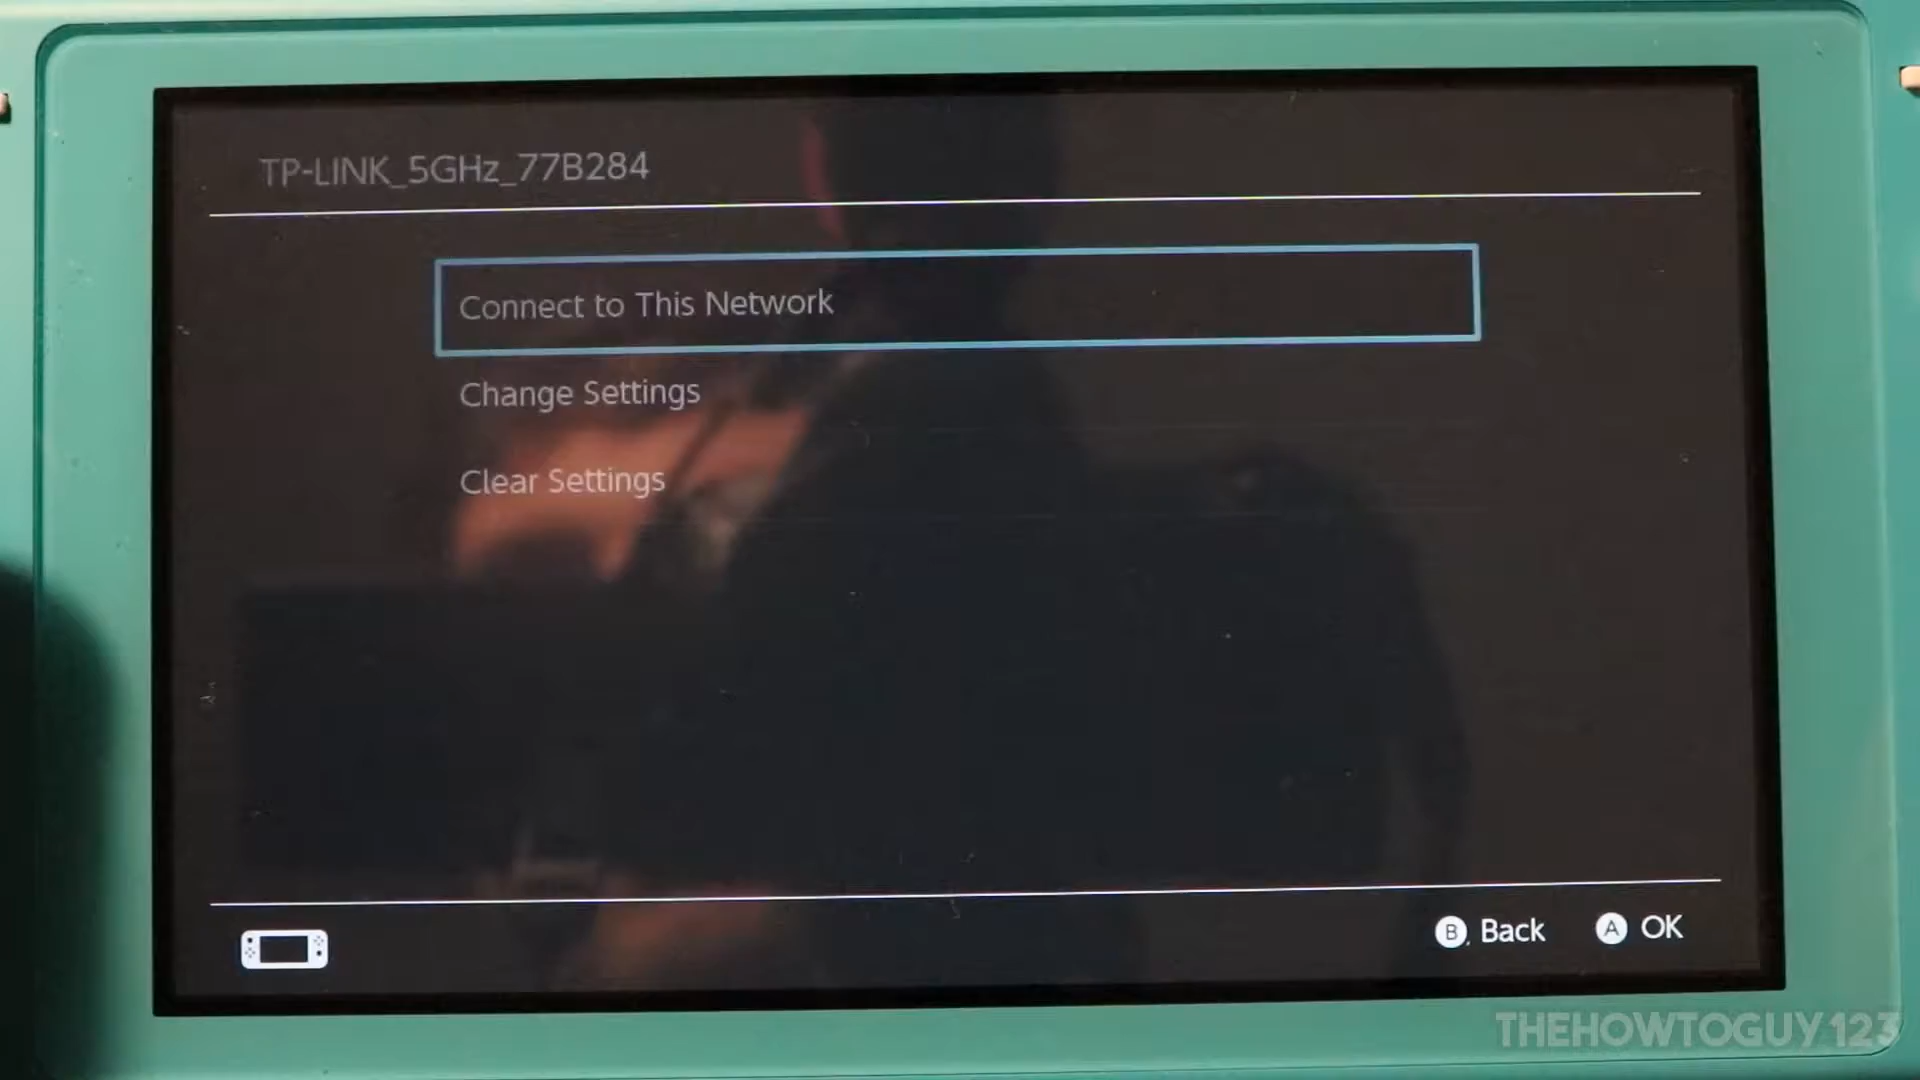 TP-LINK_5GHz_77B284
Connect to This Network
Change Settings
Clear Settings
B Back A OK
THEHOWTOGUY123